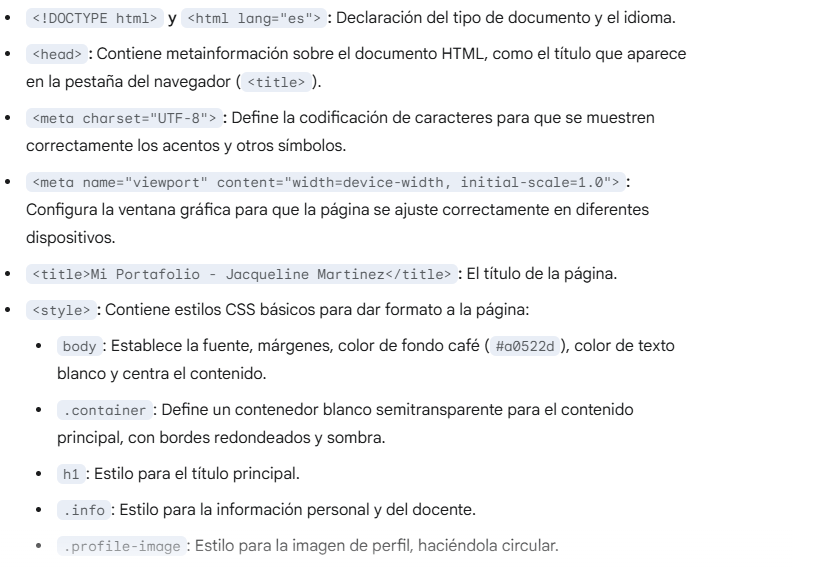 <!DOCTYPE html> y <html lang="es"> : Declaración del tipo de documento y el idioma.
<head> : Contiene metainformación sobre el documento HTML, como el título que aparece
en la pestaña del navegador ( <title> ).
<meta charset="UTF-8"> : Define la codificación de caracteres para que se muestren
correctamente los acentos y otros símbolos.
<meta name="viewport" content="width=device-width, initial-scale=1.0"> :
Configura la ventana gráfica para que la página se ajuste correctamente en diferentes
dispositivos.
<title>Mi Portafolio - Jacqueline Martinez</title> : El título de la página.
<style> : Contiene estilos CSS básicos para dar formato a la página:
body : Establece la fuente, márgenes, color de fondo café ( #a0522d ), color de texto
blanco y centra el contenido.
.container : Define un contenedor blanco semitransparente para el contenido
principal, con bordes redondeados y sombra.
h1 : Estilo para el título principal.
.info : Estilo para la información personal y del docente.
.profile-image : Estilo para la imagen de perfil, haciéndola circular.